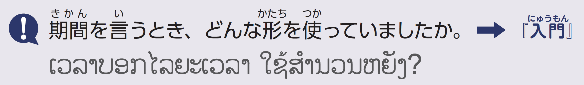 期間を言うとき、どんな形を使っていましたか。 ➡ 『入門』
ເວລາບອກໄລຍະເວລາ ໃຊ້ສຳນວນຫຍັງ?